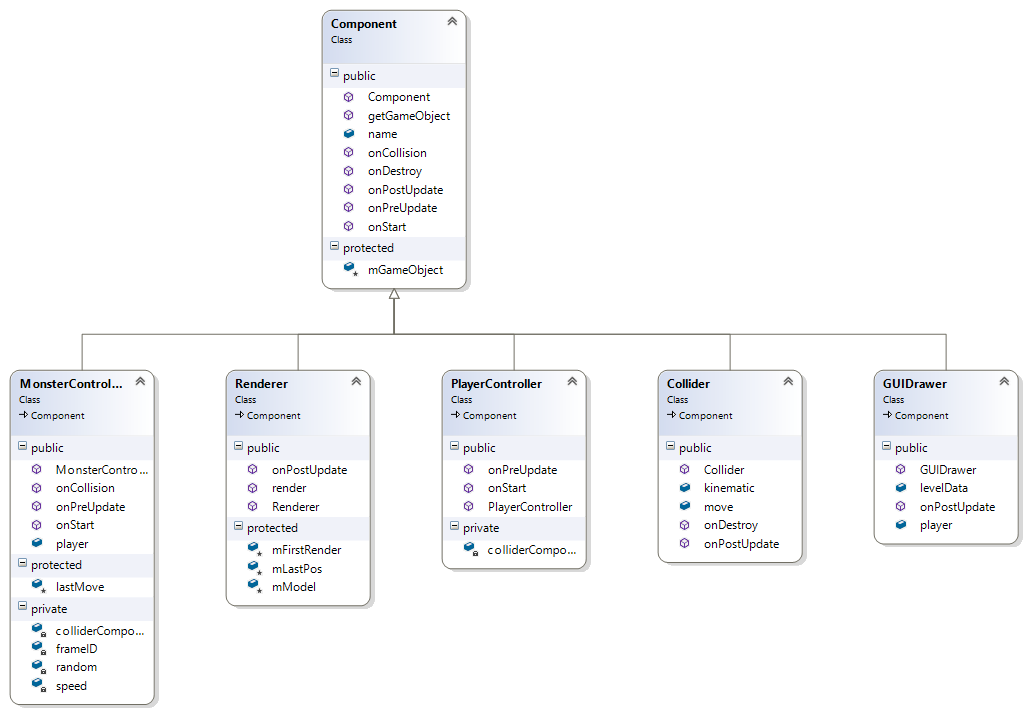 Component
Class
public
Component
getGameObject
name
onCollision
onDestroy
onPostUpdate
onPreUpdate
onStart
protected
mGameObject
MonsterControl...
Class
Component
public
MonsterContro...
onCollision
onPreUpdate
onStart
player
protected
lastMove
private
colliderCompo...
frameID
random
speed
Renderer
Class
Component
public
onPostUpdate
render
Renderer
protected
mFirstRender
mLastPos
mModel
PlayerController
Class
Component
public
onPreUpdate
onStart
PlayerController
private
colliderCompo...
Collider
Class
Component
public
Collider
kinematic
move
onDestroy
onPostUpdate
GUIDrawer
Class
Component
public
GUIDrawer
levelData
onPostUpdate
player